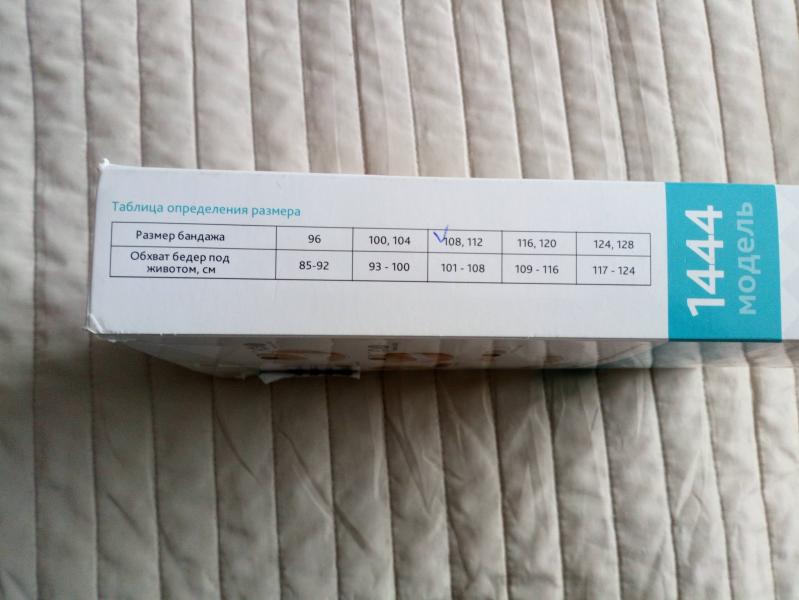 Таблица определения размера
Размер бандажа 96 100, 104 108, 112 116, 120 124, 128
Обхват бедер под
животом, см 85-92 93 - 100 101 - 108 109 - 116 117 - 124
1444
модель